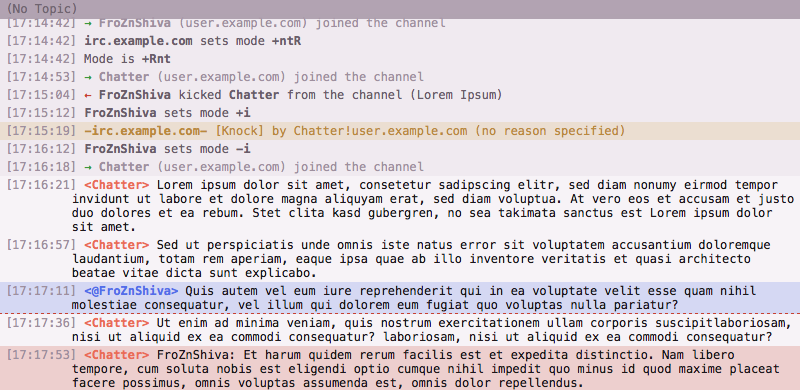 (No Topic)
[17:14:42] → FroZnShiva (user.example.com) joined the channel
[17:14:42] irc.example.com sets mode +ntR
[17:14:42] Mode is +Rnt
[17:14:53] → Chatter (user.example.com) joined the channel
[17:15:04] ← FroZnShiva kicked Chatter from the channel (Lorem Ipsum)
[17:15:12] FroZnShiva sets mode +i
[17:15:19] -irc.example.com- [Knock] by Chatter!user.example.com (no reason specified)
[17:16:12] FroZnShiva sets mode -i
[17:16:18] → Chatter (user.example.com) joined the channel
[17:16:21] <Chatter> Lorem ipsum dolor sit amet, consetetur sadipscing elitr, sed diam nonumy eirmod tempor
invidunt ut labore et dolore magna aliquyam erat, sed diam voluptua. At vero eos et accusam et justo
duo dolores et ea rebum. Stet clita kasd gubergren, no sea takimata sanctus est Lorem ipsum dolor
sit amet.
[17:16:57] <Chatter> Sed ut perspiciatis unde omnis iste natus error sit voluptatem accusantium doloremque
laudantium, totam rem aperiam, eaque ipsa quae ab illo inventore veritatis et quasi architecto
beatae vitae dicta sunt explicabo.
[17:17:11] <@FroZnShiva> Quis autem vel eum iure reprehenderit qui in ea voluptate velit esse quam nihil
molestiae consequatur, vel illum qui dolorem eum fugiat quo voluptas nulla pariatur?
[17:17:36] <Chatter> Ut enim ad minima veniam, quis nostrum exercitationem ullam corporis suscipitlaboriosam,
nisi ut aliquid ex ea commodi consequatur? laboriosam, nisi ut aliquid ex ea commodi consequatur?
[17:17:53] <Chatter> FroZnShiva: Et harum quidem rerum facilis est et expedita distinctio. Nam libero
tempore, cum soluta nobis est eligendi optio cumque nihil impedit quo minus id quod maxime placeat
facere possimus, omnis voluptas assumenda est, omnis dolor repellendus.